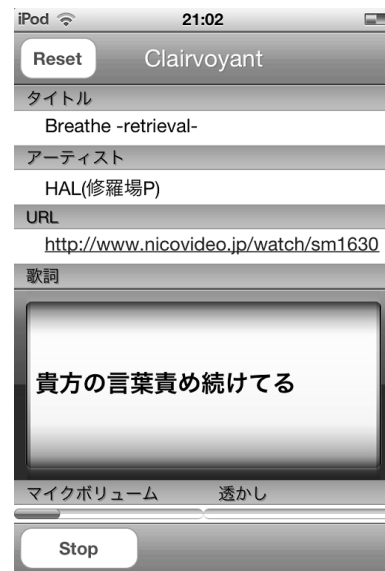 iPod 21:02
Reset Clairvoyant
タイトル
Breathe -retrieval-
アーティスト
HAL(修羅場P)
URL
http://www.nicovideo.jp/watch/sm1630
歌詞
貴方の言葉責め続けてる
マイクボリューム 透かし
Stop